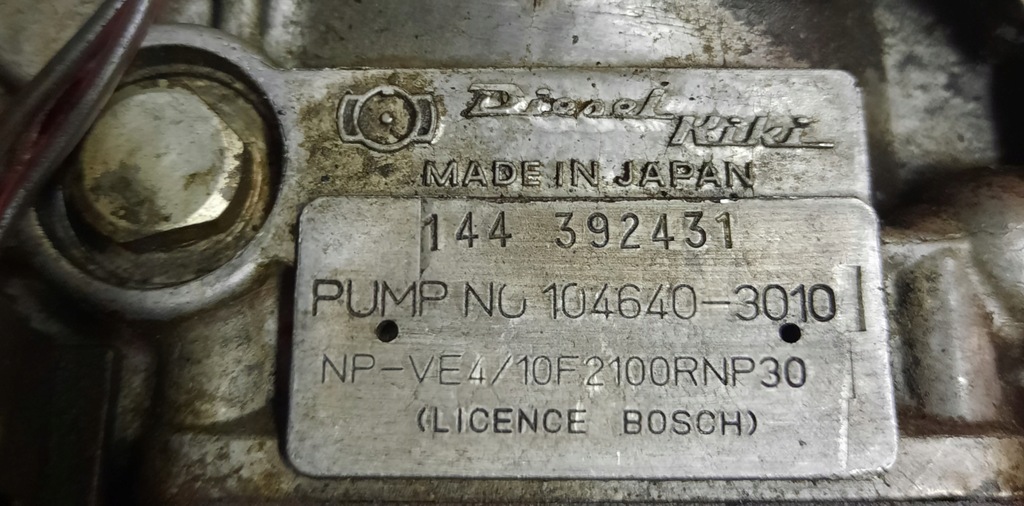 Diesel
Kiki
MADE IN JAPAN
144 392431
PUMP NO 104640-3010
NP-VE4/10F2100RNP30
(LICENCE BOSCH)